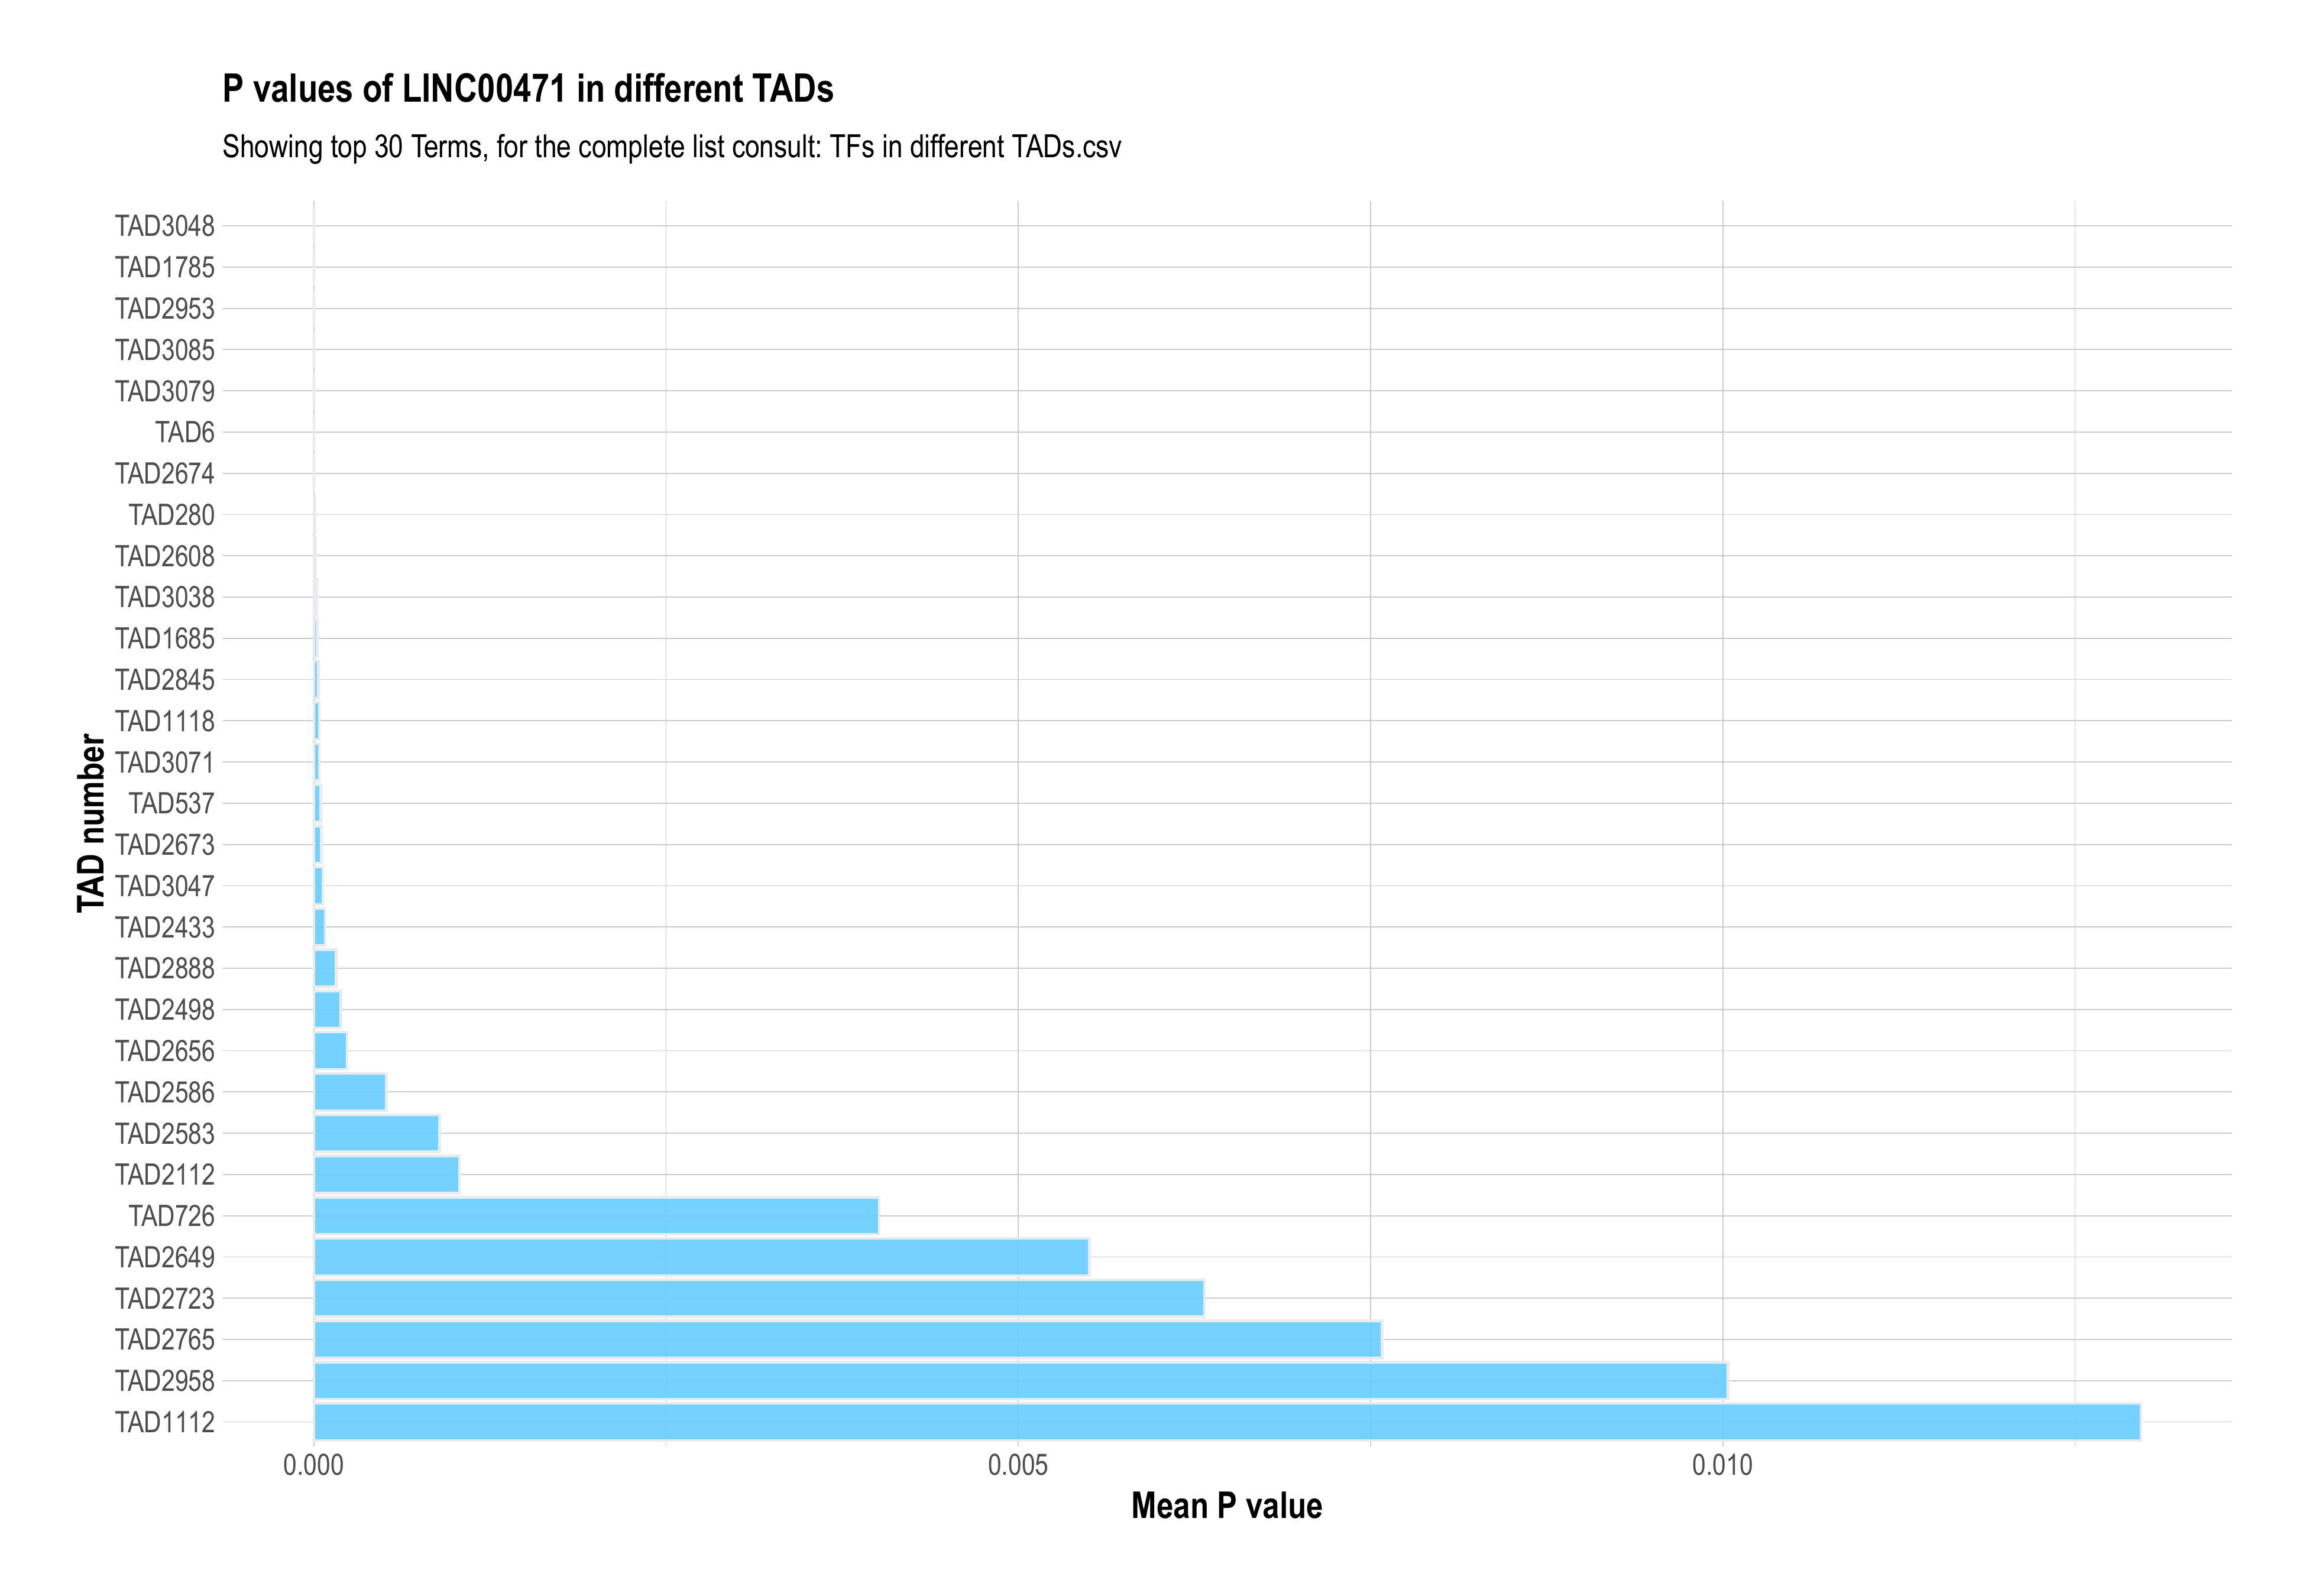 P values of LINC00471 in different TADs
Showing top 30 Terms, for the complete list consult: TFs in different TADs.csv
TAD number
TAD3048
TAD1785
TAD2953
TAD3085
TAD3079
TAD6
TAD2674
TAD280
TAD2608
TAD3038
TAD1685
TAD2845
TAD1118
TAD3071
TAD537
TAD2673
TAD3047
TAD2433
TAD2888
TAD2498
TAD2656
TAD2586
TAD2583
TAD2112
TAD726
TAD2649
TAD2723
TAD2765
TAD2958
TAD1112
0.000 0.005 0.010
Mean P value